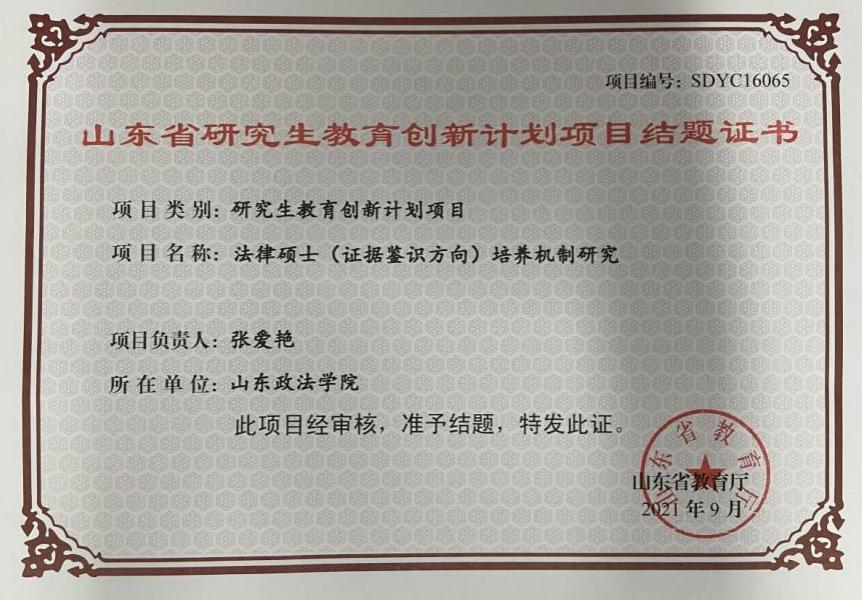 项目编号：SDYC16065
山东省研究生教育创新计划项目结题证书
项目类别：研究生教育创新计划项目
项目名称：法律硕士（证据鉴识方向）培养机制研究
项目负责人：张爱艳
所在单位：山东政法学院
此项目经审核，准予结题，特发此证。
山东省教育厅
山东省教育厅
2021年9月